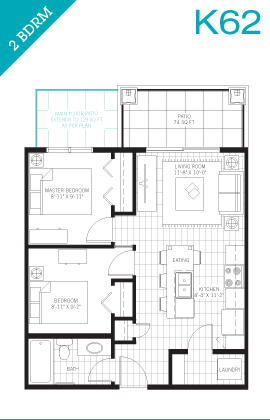 2 BDRM
K62
MAIN FLOOR PATIO
EXTENDS TO 129 SQ FT
AS PER PLAN
PATIO
74 SQ FT
LIVING ROOM
11'-8" X 10'-0"
MASTER BEDROOM
8'-11" X 9'-11"
EATING
KITCHEN
8'-0" X 11'-2"
BEDROOM
8'-11" X 9'-2"
BATH
LAUNDRY